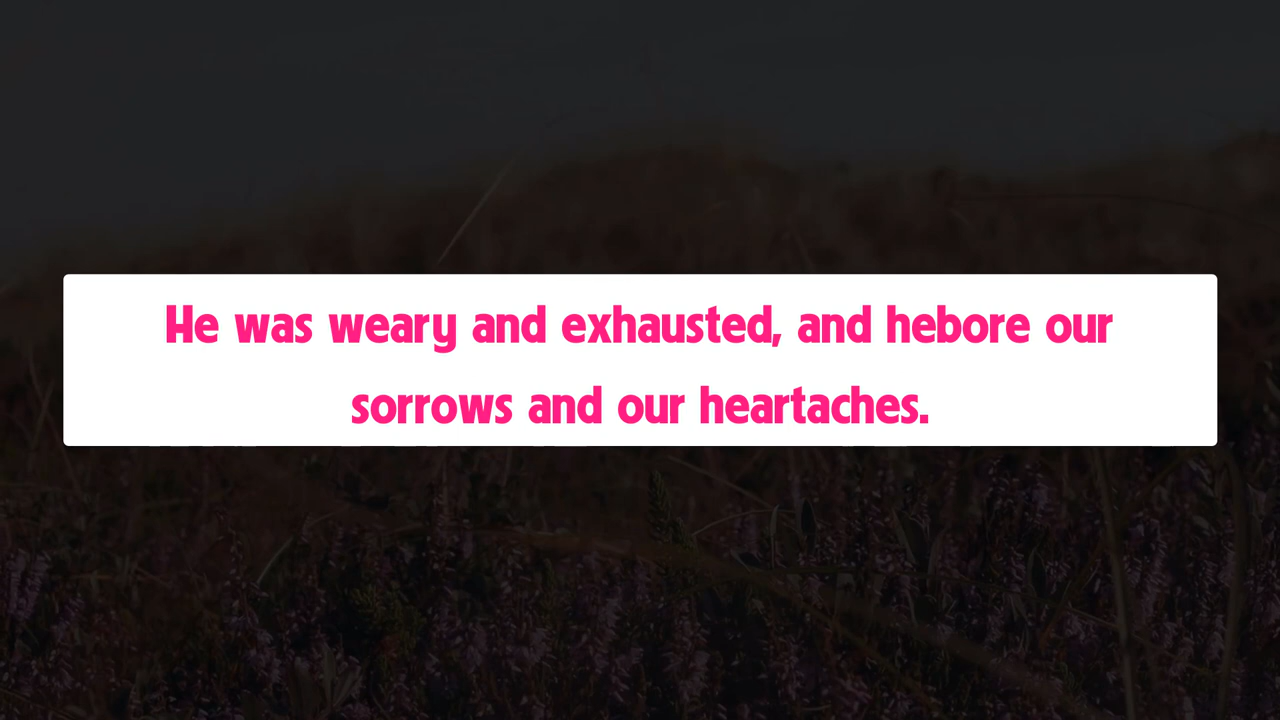 He was weary and exhausted, and hebore our
sorrows and our heartaches.